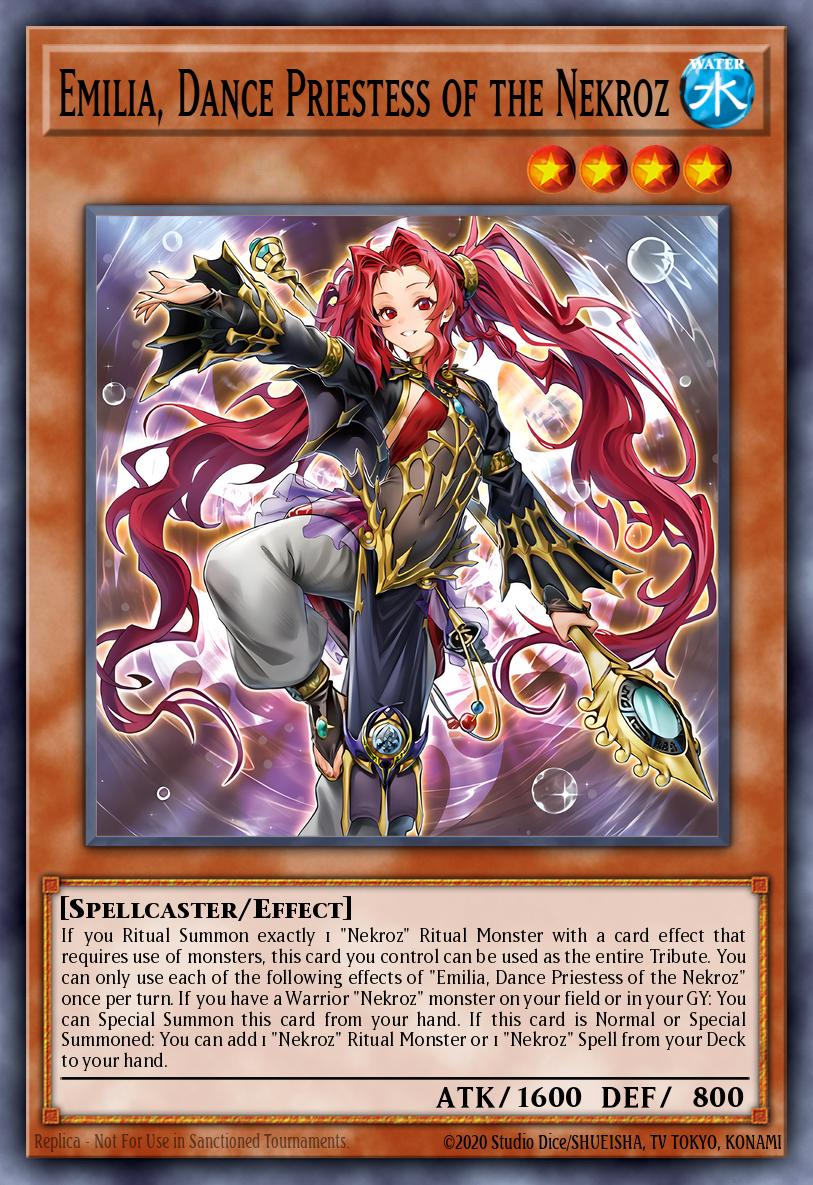 Emilia, Dance Priestess of the Nekroz
WATER
水
[Spellcaster/Effect]
If you Ritual Summon exactly 1 "Nekroz" Ritual Monster with a card effect that
requires use of monsters, this card you control can be used as the entire Tribute. You
can only use each of the following effects of "Emilia, Dance Priestess of the Nekroz"
once per turn. If you have a Warrior "Nekroz" monster on your field or in your GY: You
can Special Summon this card from your hand. If this card is Normal or Special
Summoned: You can add 1 "Nekroz" Ritual Monster or 1 "Nekroz" Spell from your Deck
to your hand.
ATK/1600 DEF/ 800
Replica - Not For Use in Sanctioned Tournaments.
©2020 Studio Dice/SHUEISHA, TV TOKYO, KONAMI